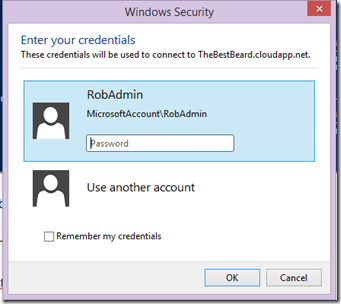 Windows Security
Enter your credentials
These credentials will be used to connect to TheBestBeard.cloudapp.net.
RobAdmin
MicrosoftAccount\RobAdmin
Password
Use another account
Remember my credentials
OK
Cancel